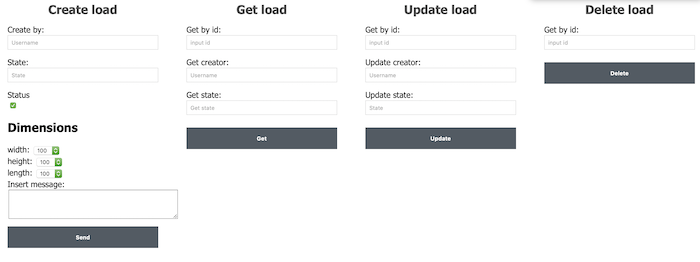 Create load
Create by:
Username
State:
State
Status
Dimensions
width: 100
height: 100
length: 100
Insert message:
Send
Get load
Get by id:
input id
Get creator:
Username
Get state:
Get state
Get
Update load
Get by id:
input id
Update creator:
Username
Update state:
State
Update
Delete load
Get by id:
input id
Delete